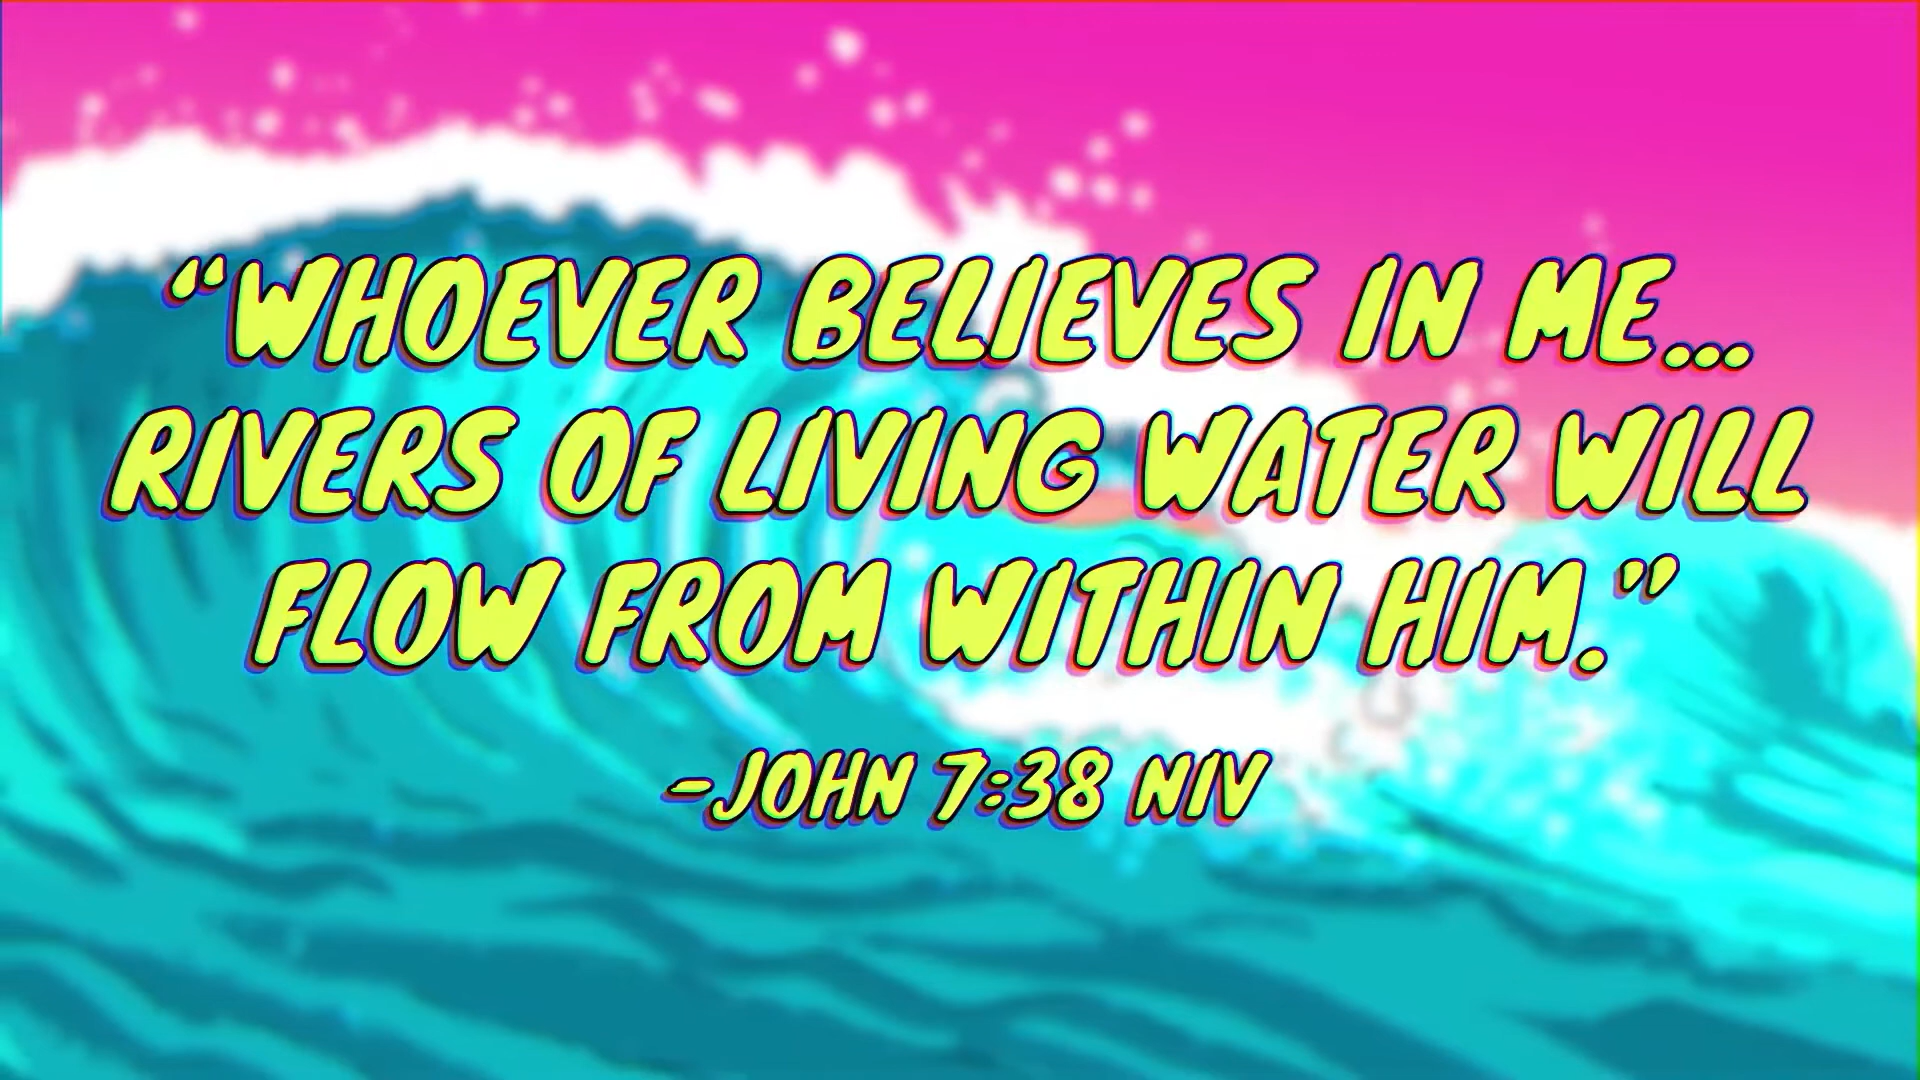 “WHOEVER BELIEVES IN ME...
RIVERS OF LIVING WATER WILL
FLOW FROM WITHIN HIM.”
-JOHN 7:38 NIV